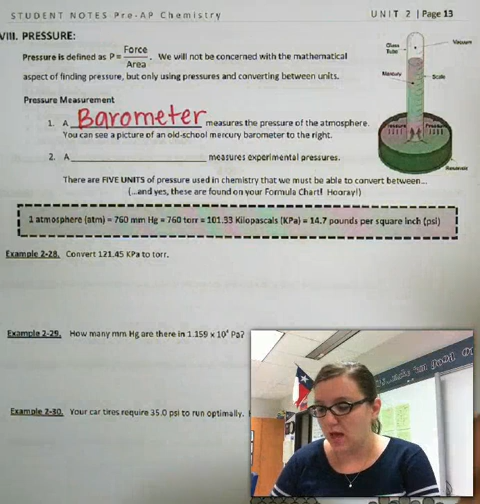 STUDENT NOTES Pre-AP Chemistry UNIT 2 | Page 13
VIII. PRESSURE:
Pressure is defined as P= Force
Area . We will not be concerned with the mathematical
aspect of finding pressure, but only using pressures and converting between units.
Pressure Measurement
1. A Barometer measures the pressure of the atmosphere.
You can see a picture of an old-school mercury barometer to the right.
2. A__________ measures experimental pressures.
Glass Tube
Vacuum
Mercury
Scale
Pressure
Reservoir
There are FIVE UNITS of pressure used in chemistry that we must be able to convert between...
(...and yes, these are found on your Formula Chart! Hooray!)
1 atmosphere (atm) = 760 mm Hg = 760 torr = 101.33 Kilopascals (KPa) = 14.7 pounds per square inch (psi)
Example 2-28. Convert 121.45 KPa to torr.
Example 2-29. How many mm Hg are there in 1.159 x Pa?
Example 2-30. Your car tires require 35.0 psi to run optimally.
good